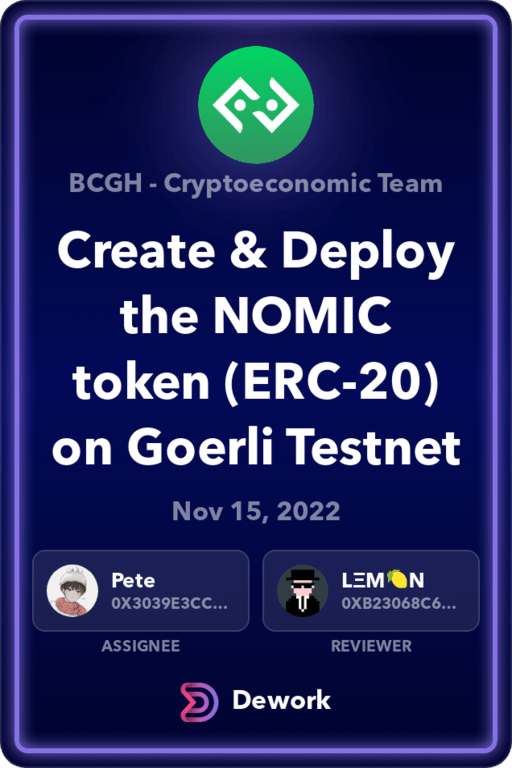 BCGH - Cryptoeconomic Team
Create & Deploy
the NOMIC
token (ERC-20)
on Goerli Testnet
Nov 15, 2022
Pete
0X3039E3CC...
LΞM🍋N
0XB23068C6...
ASSIGNEE
REVIEWER
Dework